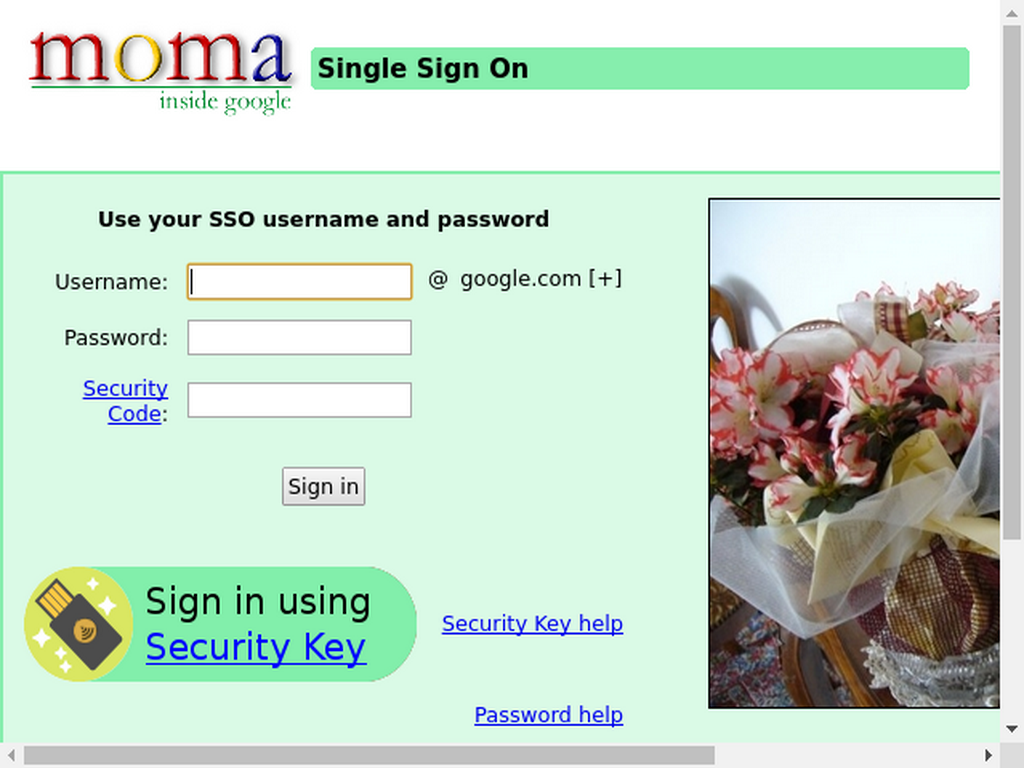 moma
inside google
Single Sign On
Use your SSO username and password
Username:
@ google.com [+]
Password:
Security
Code:
Sign in
Sign in using
Security Key
Security Key help
Password help